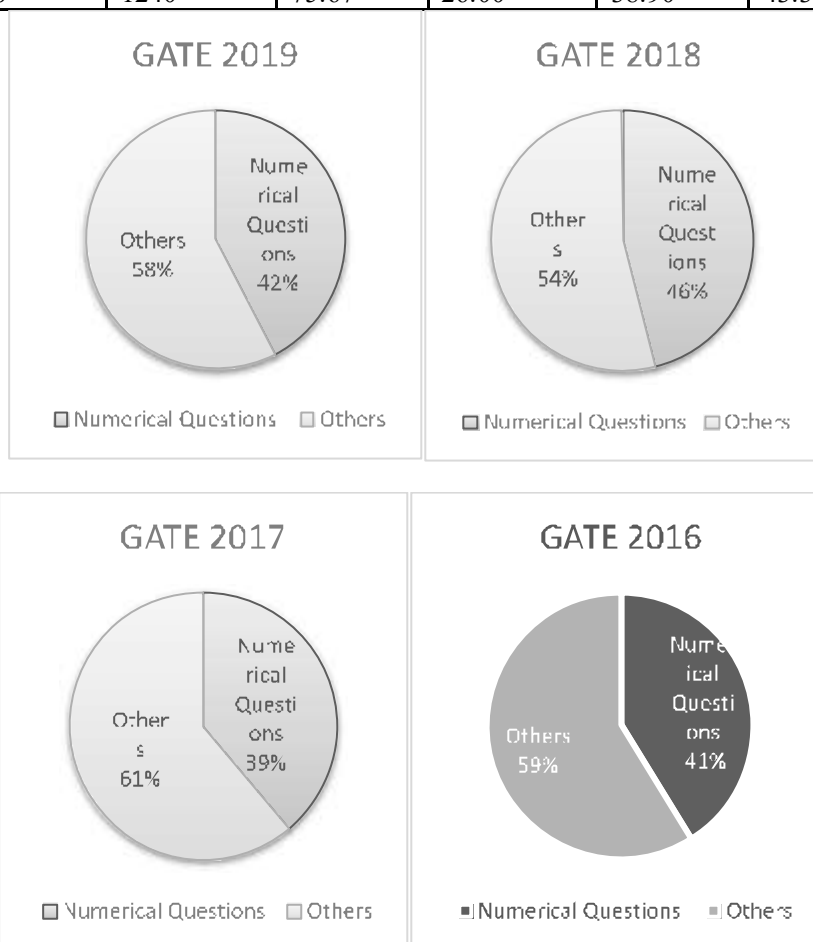 GATE 2019
Nume
rical
Questi
ons
42%
Others
58%
Numerical Questions Others
GATE 2018
Nume
rical
Quest
ions
46%
Other
s
54%
Numerical Questions Others
GATE 2017
Nume
rical
Questi
ons
39%
Other
s
61%
Numerical Questions Others
GATE 2016
Nume
ical
Questi
ons
41%
Others
59%
Numerical Questions Others